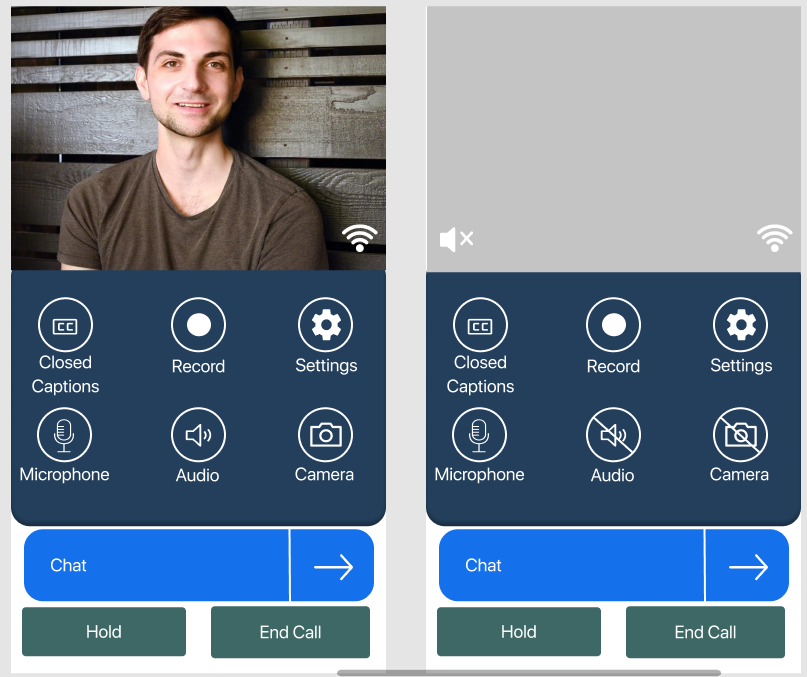 CC
Closed
Captions
Record
Settings
Microphone
Audio
Camera
Chat
Hold
End Call
CC
Closed
Captions
Record
Settings
Microphone
Audio
Camera
Chat
Hold
End Call